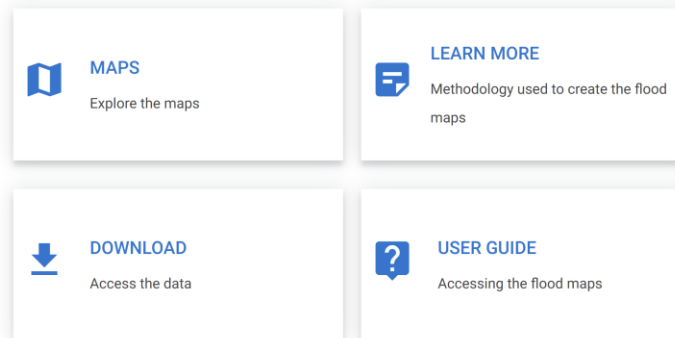 MAPS
Explore the maps
LEARN MORE
Methodology used to create the flood
maps
DOWNLOAD
Access the data
USER GUIDE
Accessing the flood maps